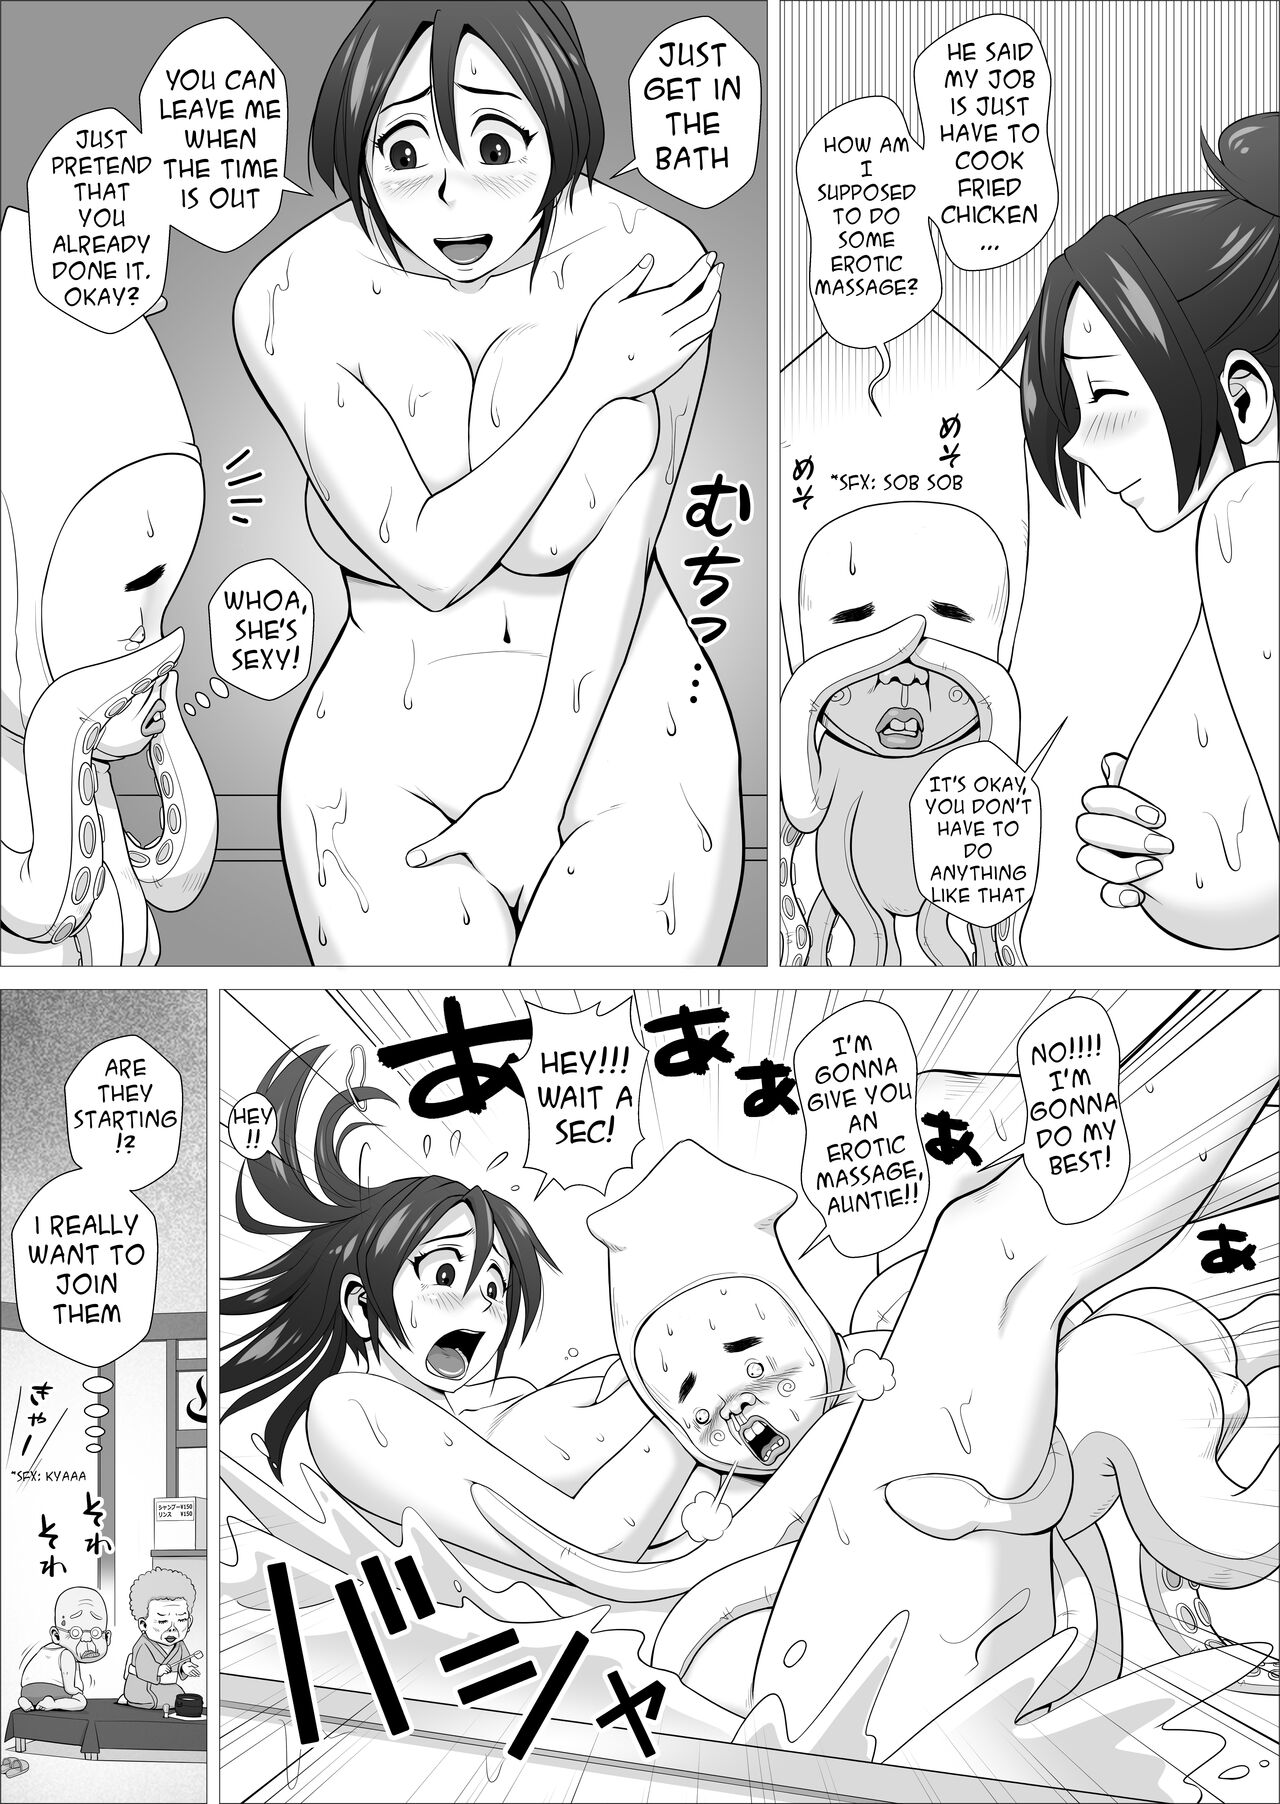 HE SAID
MY JOB
IS JUST
HAVE TO
COOK
FRIED
CHICKEN
...
HOW AM
I
SUPPOSED
TO DO
SOME
EROTIC
MASSAGE?
めそ
めそ
*SFX: SOB SOB
IT'S OKAY,
YOU DON'T
HAVE TO
DO
ANYTHING
LIKE THAT
JUST
GET IN
THE
BATH
YOU CAN
LEAVE ME
WHEN
THE TIME
IS OUT
JUST
PRETEND
THAT
YOU
ALREADY
DONE IT.
OKAY?
むちっ...
WHOA,
SHE'S
SEXY!
NO!!!!
I'M
GONNA
DO MY
BEST!
I'M
GONNA
GIVE YOU
AN
EROTIC
MASSAGE,
AUNTIE!!
HEY!!!
WAIT A
SEC!
HEY
!!
あ
あ
あ
あ
あ
バシャ
ARE
THEY
STARTING
!?
I REALLY
WANT TO
JOIN
THEM
きゃー
*SFX: KYAAA
それ
それ
シャンプー¥150
リンス ¥150